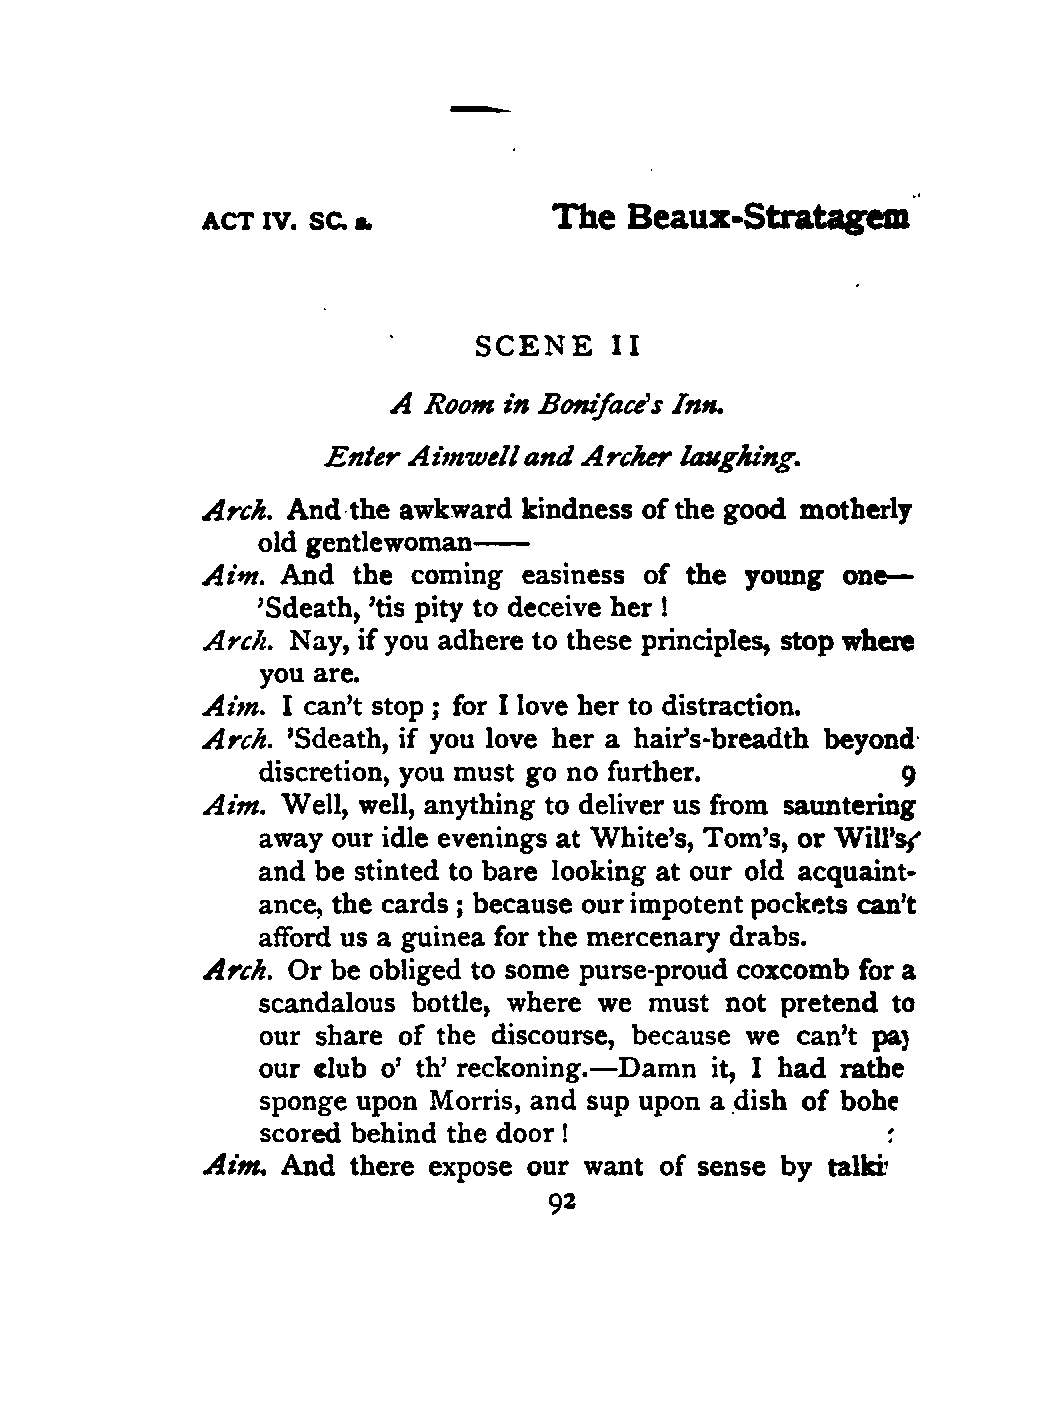 ACT IV. SC. 2. The Beaux-Stratagem
SCENE II
A Room in Boniface's Inn.
Enter Aimwell and Archer laughing.
Arch. And the awkward kindness of the good motherly
old gentlewoman——
Aim. And the coming easiness of the young one—
'Sdeath, 'tis pity to deceive her!
Arch. Nay, if you adhere to these principles, stop where
you are.
Aim. I can't stop; for I love her to distraction.
Arch. 'Sdeath, if you love her a hair's-breadth beyond
discretion, you must go no further. 9
Aim. Well, well, anything to deliver us from sauntering
away our idle evenings at White's, Tom's, or Will's,
and be stinted to bare looking at our old acquaint-
ance, the cards; because our impotent pockets can't
afford us a guinea for the mercenary drabs.
Arch. Or be obliged to some purse-proud coxcomb for a
scandalous bottle, where we must not pretend to
our share of the discourse, because we can't pay
our club o' th' reckoning.—Damn it, I had rathe
sponge upon Morris, and sup upon a dish of bohe
scored behind the door!
Aim. And there expose our want of sense by talki
92